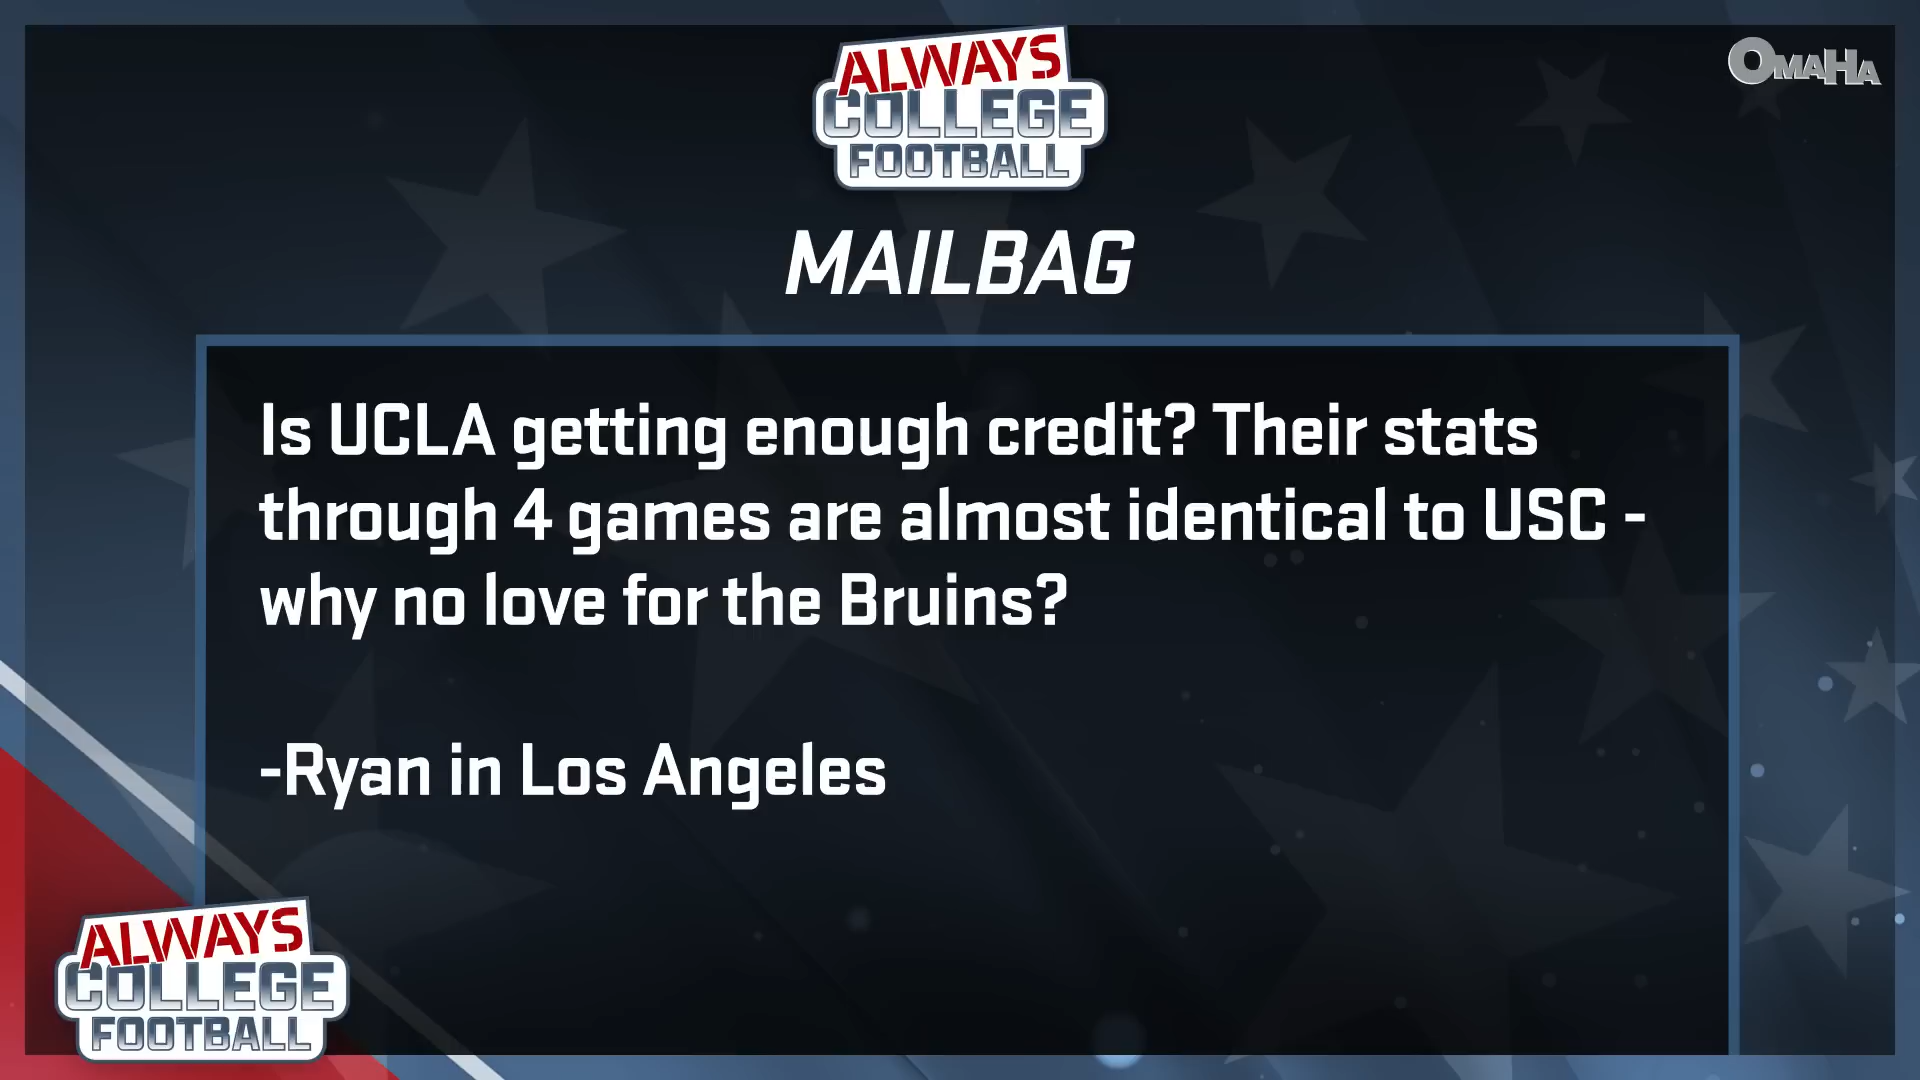 ALWAYS
COLLEGE
FOOTBALL
OMAHA
MAILBAG
Is UCLA getting enough credit? Their stats
through 4 games are almost identical to USC -
why no love for the Bruins?
-Ryan in Los Angeles
ALWAYS
COLLEGE
FOOTBALL